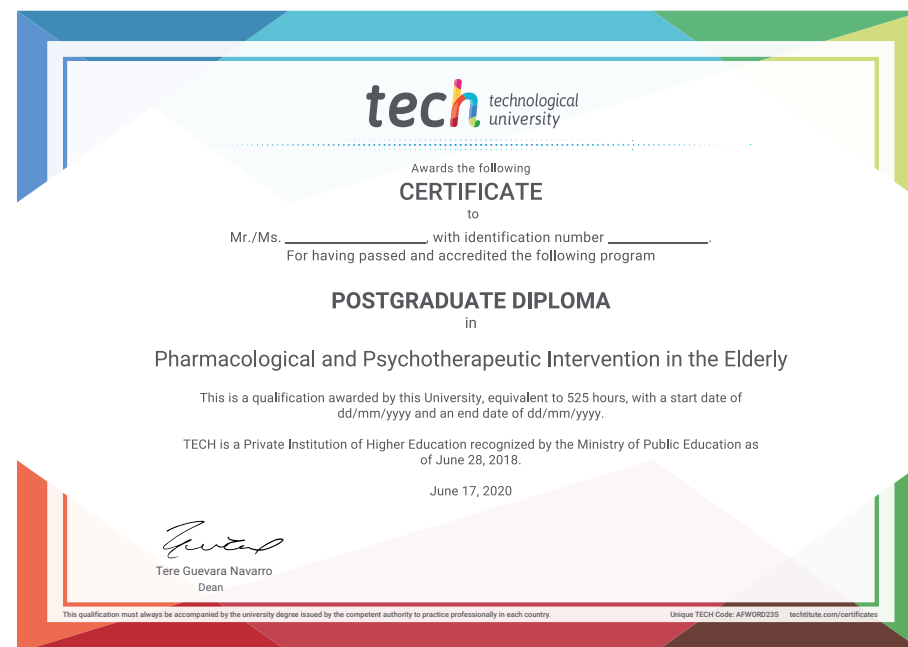 tech technological
university
Awards the following
CERTIFICATE
to
Mr./Ms. ____________________, with identification number ______________.
For having passed and accredited the following program
POSTGRADUATE DIPLOMA
in
Pharmacological and Psychotherapeutic Intervention in the Elderly
This is a qualification awarded by this University, equivalent to 525 hours, with a start date of
dd/mm/yyyy and an end date of dd/mm/yyyy.
TECH is a Private Institution of Higher Education recognized by the Ministry of Public Education as
of June 28, 2018.
June 17, 2020
Tere Guevara Navarro
Dean
This qualification must always be accompanied by the university degree issued by the competent authority to practice professionally in each country. Unique TECH Code: AFWORD23S techtitute.com/certificates